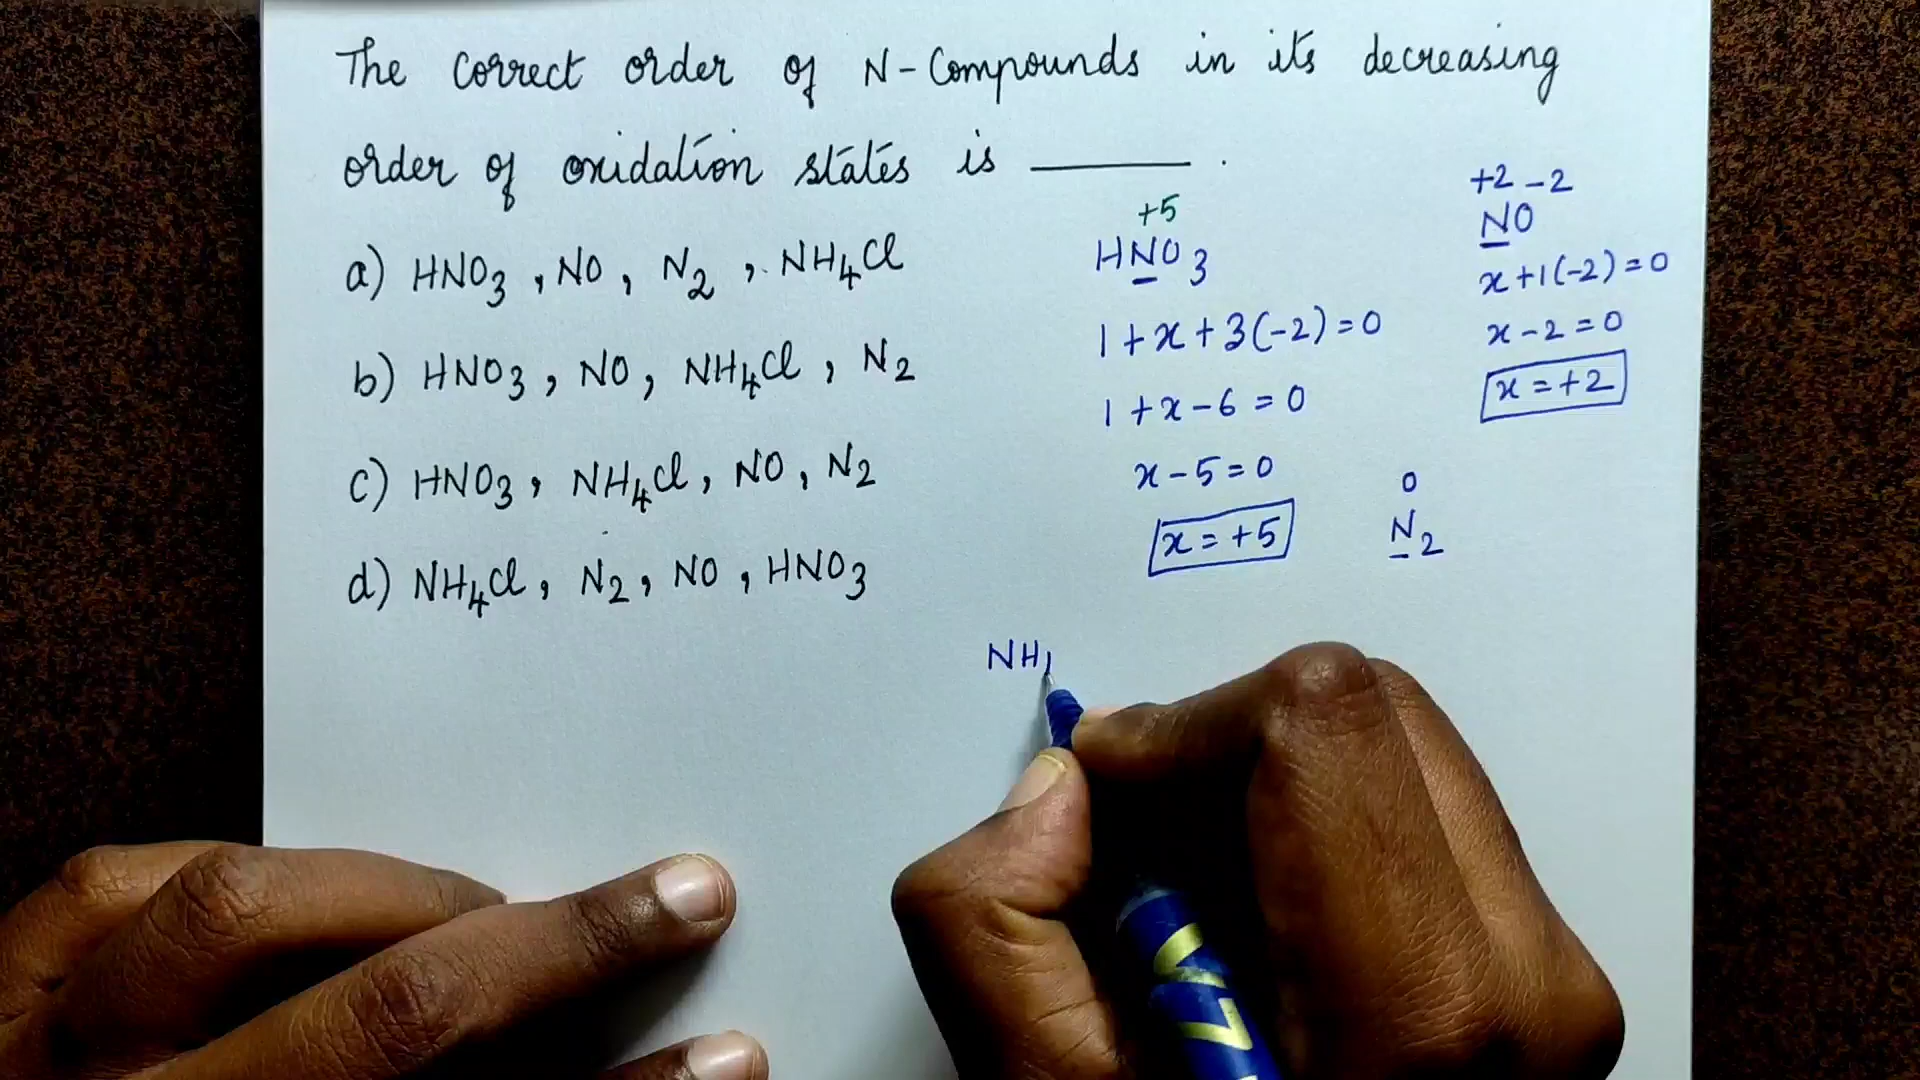 The correct order of N-Compounds in its decreasing
order of oxidation states is ______ .
a) HNO3 , NO , N2 , NH4Cl
b) HNO3 , NO , NH4Cl , N2
c) HNO3 , NH4Cl , NO , N2
d) NH4Cl , N2 , NO , HNO3
+5
HNO3
1+x+3(-2)=0
1+x-6=0
x-5=0
x=+5
+2 -2
NO
x+1(-2)=0
x-2=0
x=+2
0
N2
NH